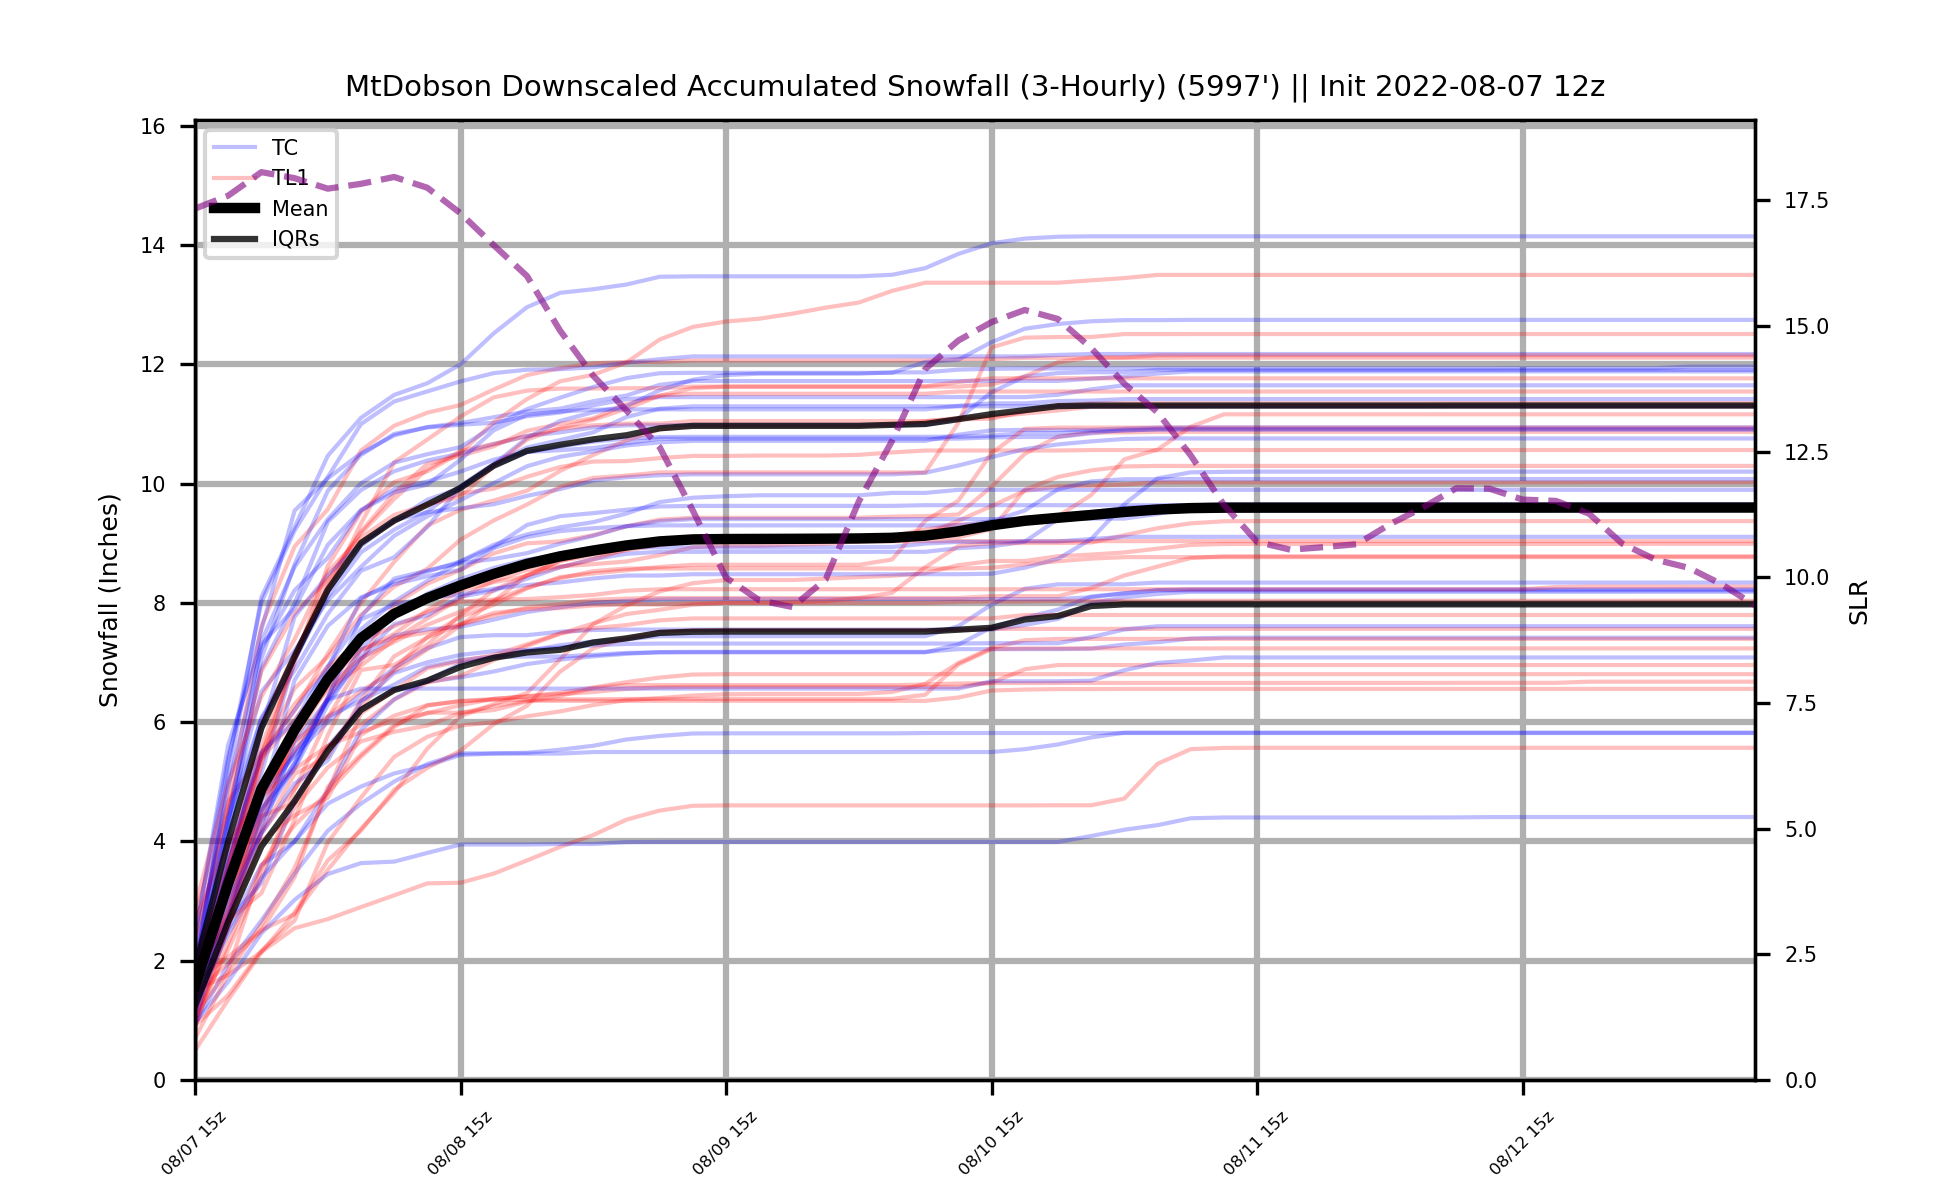 MtDobson Downscaled Accumulated Snowfall (3-Hourly) (5997') || Init 2022-08-07 12z
TC
TL1
Mean
IQRs
Snowfall (Inches)
16
14
12
10
8
6
4
2
0
SLR
17.5
15.0
12.5
10.0
7.5
5.0
2.5
0.0
08/07 15z
08/08 15z
08/09 15z
08/10 15z
08/11 15z
08/12 15z